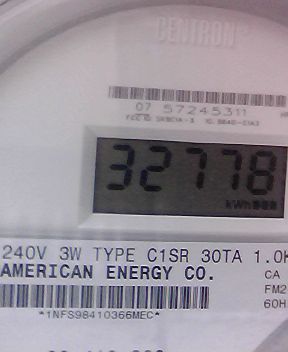 CENTRON
07 57245311
32778
kWh
240V 3W TYPE C1SR 30TA 1.0K
AMERICAN ENERGY CO.
CA
FM2
60H
*1NFS98410366MEC*